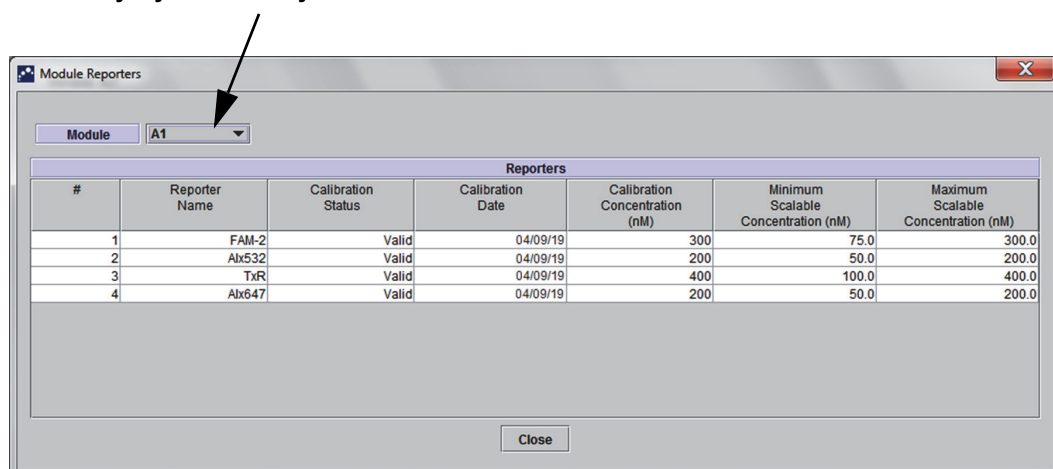 Module Reporters
X
Module A1
Reporters
# Reporter Name Calibration Status Calibration Date Calibration Concentration (nM) Minimum Scalable Concentration (nM) Maximum Scalable Concentration (nM)
1 FAM-2 Valid 04/09/19 300 75.0 300.0
2 Alx532 Valid 04/09/19 200 50.0 200.0
3 TxR Valid 04/09/19 400 100.0 400.0
4 Alx647 Valid 04/09/19 200 50.0 200.0
Close